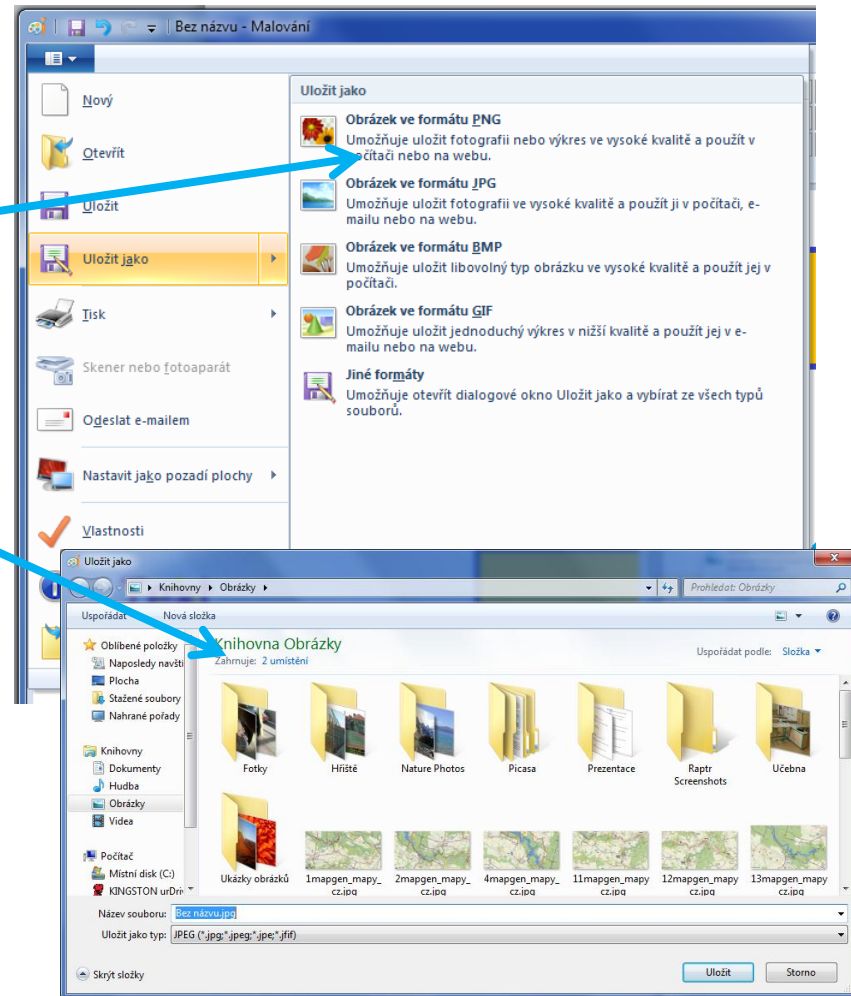 Bez názvu - Malování
Nový
Otevřít
Uložit
Uložit jako
Tisk
Skener nebo fotoaparát
Odeslat e-mailem
Nastavit jako pozadí plochy
Vlastnosti
Uložit jako
Obrázek ve formátu PNG
Umožňuje uložit fotografii nebo výkres ve vysoké kvalitě a použít v
počítači nebo na webu.
Obrázek ve formátu JPG
Umožňuje uložit fotografii ve vysoké kvalitě a použít ji v počítači, e-
mailu nebo na webu.
Obrázek ve formátu BMP
Umožňuje uložit libovolný typ obrázku ve vysoké kvalitě a použít jej v
počítači.
Obrázek ve formátu GIF
Umožňuje uložit jednoduchý výkres v nižší kvalitě a použít jej v e-
mailu nebo na webu.
Jiné formáty
Umožňuje otevřít dialogové okno Uložit jako a vybírat ze všech typů
souborů.
Uložit jako
Knihovny
Obrázky
Prohledat: Obrázky
Uspořádat
Nová složka
Oblíbené položky
Naposledy navšti
Plocha
Stažené soubory
Nahrané pořady
Knihovny
Dokumenty
Hudba
Obrázky
Videa
Počítač
Místní disk (C:)
KINGSTON urDri
Knihovna Obrázky
Zahrnuje: 2 umístění
Uspořádat podle: Složka
Fotky
Hřiště
Nature Photos
Picasa
Prezentace
Raptr
Screenshots
Učebna
Ukázky obrázků
1mapgen_mapy_
cz.jpg
2mapgen_mapy_
cz.jpg
4mapgen_mapy_
cz.jpg
11mapgen_mapy
cz.jpg
12mapgen_mapy
cz.jpg
13mapgen_mapy
cz.jpg
Název souboru: Bez názvu.jpg
Uložit jako typ: JPEG (*.jpg;*.jpeg;*.jpe;*.jfif)
Skrýt složky
Uložit
Storno